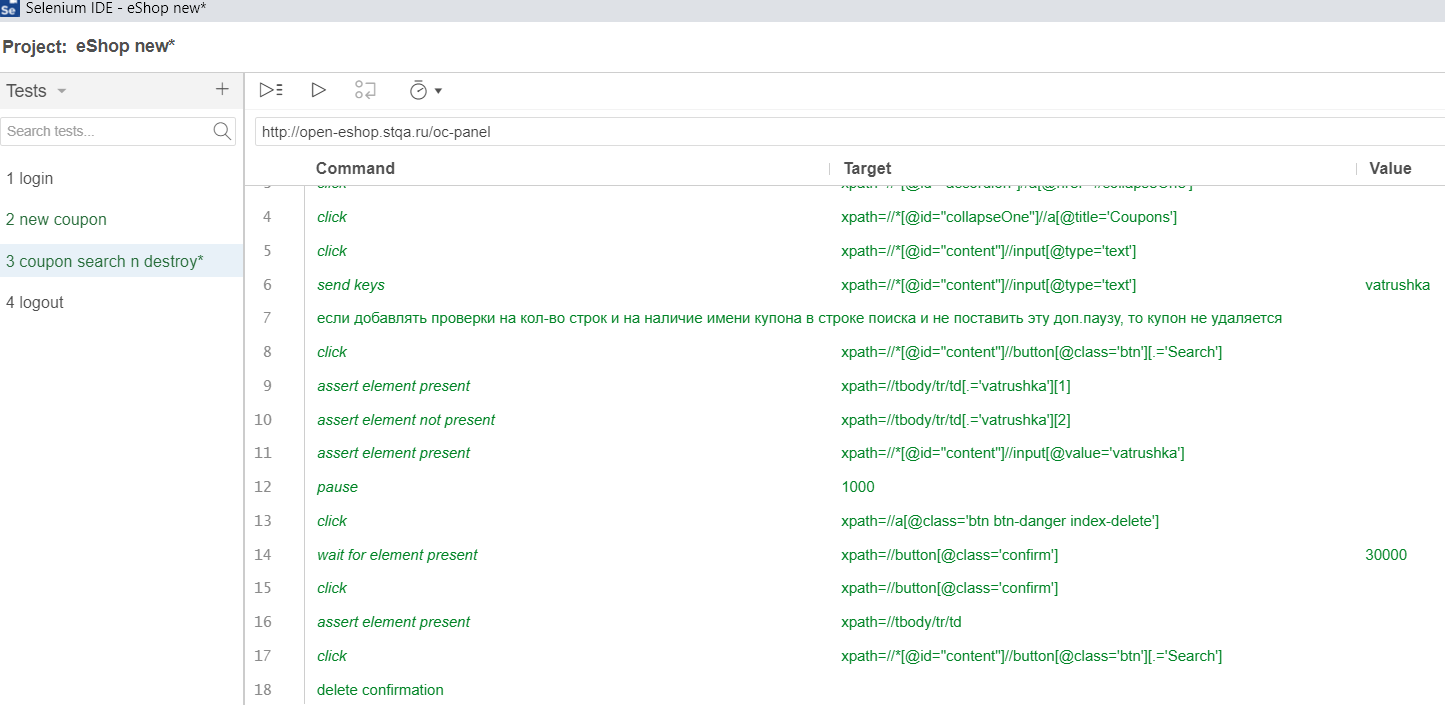 Se Selenium IDE - eShop new*
Project: eShop new*
Tests
Search tests...
http://open-eshop.stqa.ru/oc-panel
Command Target Value
1 login
2 new coupon
3 coupon search n destroy*
4 logout
4 click xpath=//*[@id="collapseOne"]//a[@title='Coupons']
5 click xpath=//*[@id="content"]//input[@type='text']
6 send keys xpath=//*[@id="content"]//input[@type='text'] vatrushka
7 если добавлять проверки на кол-во строк и на наличие имени купона в строке поиска и не поставить эту доп.паузу, то купон не удаляется
8 click xpath=//*[@id="content"]//button[@class='btn'][.='Search']
9 assert element present xpath=//tbody/tr/td[.='vatrushka'][1]
10 assert element not present xpath=//tbody/tr/td[.='vatrushka'][2]
11 assert element present xpath=//*[@id="content"]//input[@value='vatrushka']
12 pause 1000
13 click xpath=//a[@class='btn btn-danger index-delete']
14 wait for element present xpath=//button[@class='confirm'] 30000
15 click xpath=//button[@class='confirm']
16 assert element present xpath=//tbody/tr/td
17 click xpath=//*[@id="content"]//button[@class='btn'][.='Search']
18 delete confirmation